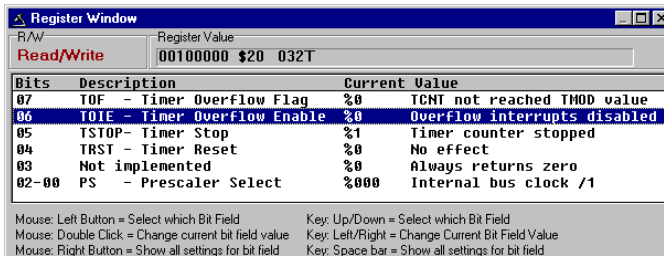 Register Window
R/W Register Value
Read/Write 00100000 $20 032T
Bits Description Current Value
07 TOF - Timer Overflow Flag %0 TCNT not reached TMOD value
06 TOIE - Timer Overflow Enable %0 Overflow interrupts disabled
05 TSTOP- Timer Stop %1 Timer counter stopped
04 TRST - Timer Reset %0 No effect
03 Not implemented %0 Always returns zero
02-00 PS - Prescaler Select %000 Internal bus clock /1
Mouse: Left Button = Select which Bit Field Key: Up/Down = Select which Bit Field
Mouse: Double Click = Change current bit field value Key: Left/Right = Change Current Bit Field Value
Mouse: Right Button = Show all settings for bit field Key: Space bar = Show all settings for bit field